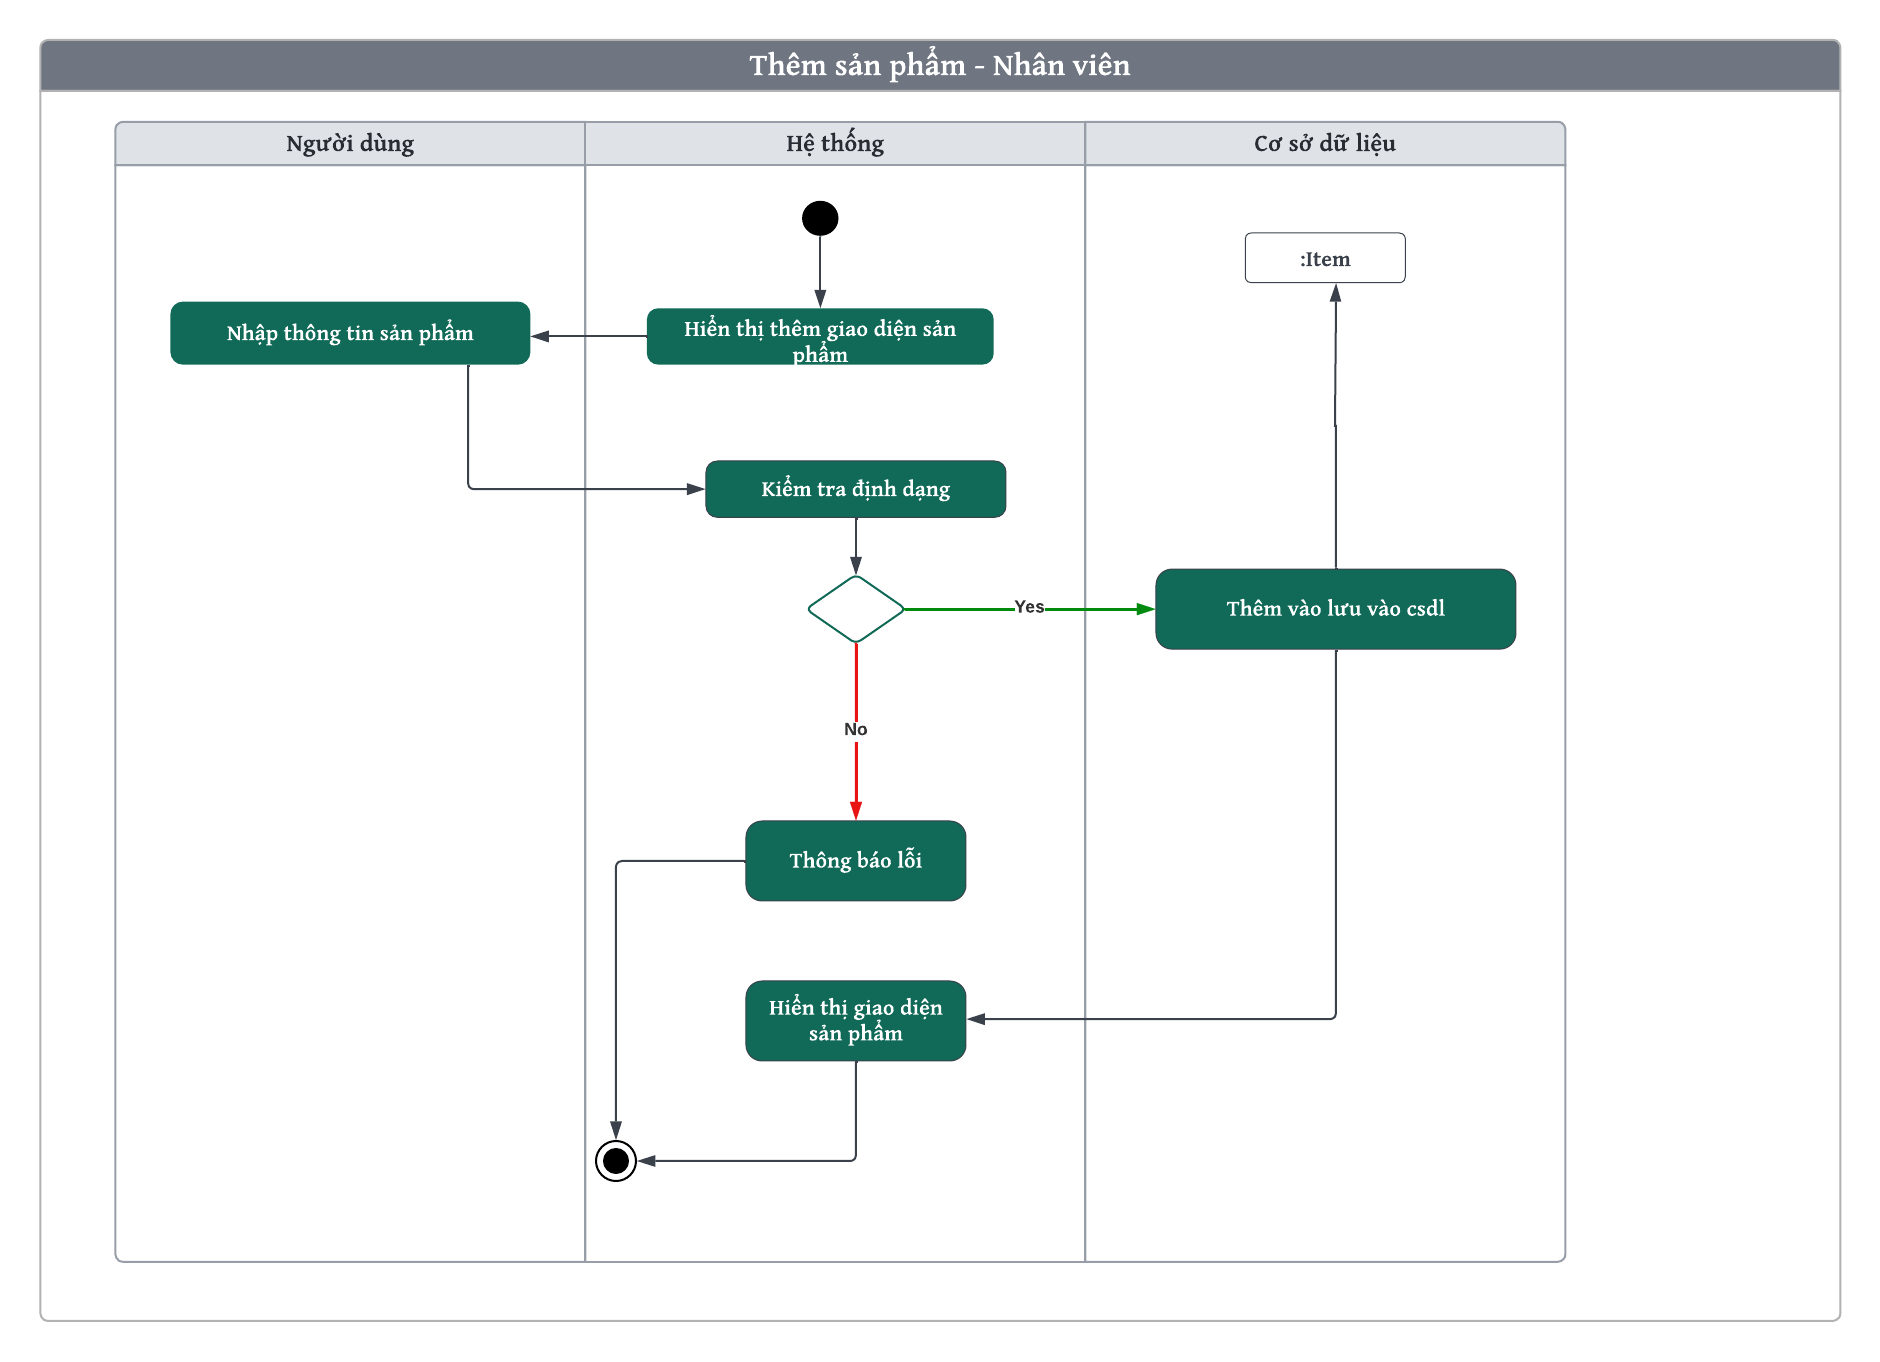 Thêm sản phẩm - Nhân viên
Người dùng
Hệ thống
Cơ sở dữ liệu
:Item
Nhập thông tin sản phẩm
Hiển thị thêm giao diện sản
phẩm
Kiểm tra định dạng
Yes
Thêm vào lưu vào csdl
No
Thông báo lỗi
Hiển thị giao diện
sản phẩm